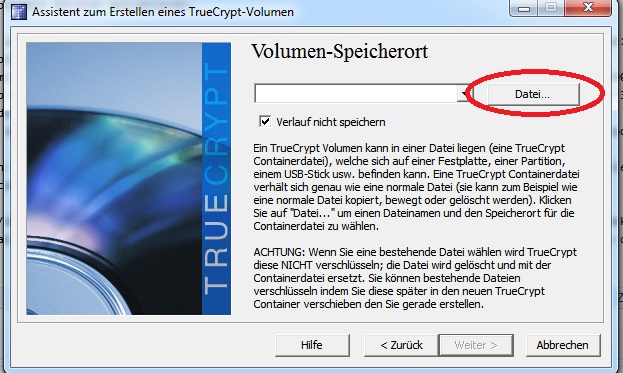 Assistent zum Erstellen eines TrueCrypt-Volumen
TRUECRYPT
Volumen-Speicherort
Datei...
Verlauf nicht speichern
Ein TrueCrypt Volumen kann in einer Datei liegen (eine TrueCrypt
Containerdatei), welche sich auf einer Festplatte, einer Partition,
einem USB-Stick usw. befinden kann. Eine TrueCrypt Containerdatei
verhält sich genau wie eine normale Datei (sie kann zum Beispiel wie
eine normale Datei kopiert, bewegt oder gelöscht werden). Klicken
Sie auf "Datei..." um einen Dateinamen und den Speicherort für die
Containerdatei zu wählen.
ACHTUNG: Wenn Sie eine bestehende Datei wählen wird TrueCrypt
diese NICHT verschlüsseln; die Datei wird gelöscht und mit der
Containerdatei ersetzt. Sie können bestehende Dateien
verschlüsseln indem Sie diese später in den neuen TrueCrypt
Container verschieben den Sie gerade erstellen.
Hilfe
< Zurück
Weiter >
Abbrechen